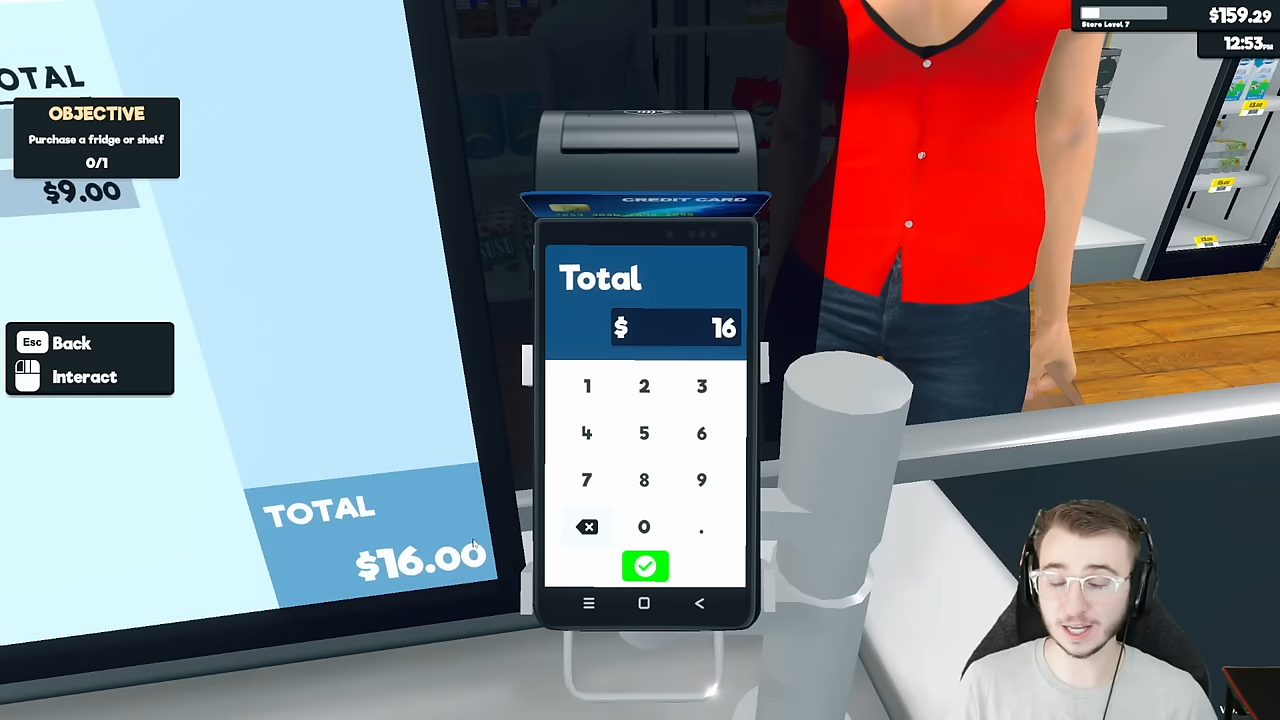 $159.29
Store Level 7
12:53PM
OTAL
OBJECTIVE
Purchase a fridge or shelf
0/1
$9.00
Esc Back
Interact
TOTAL
$16.00
CREDIT CARD
Total
$ 16
1 2 3
4 5 6
7 8 9
0 .